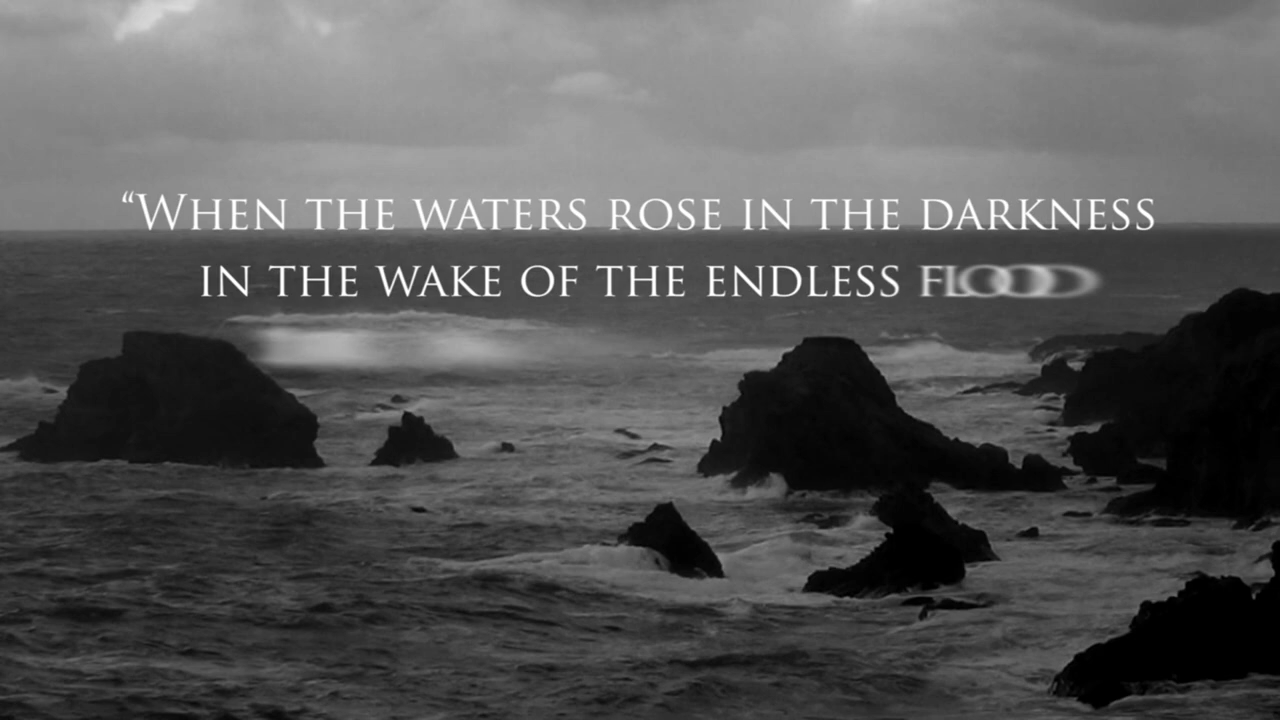 “When the waters rose in the darkness
in the wake of the endless flood